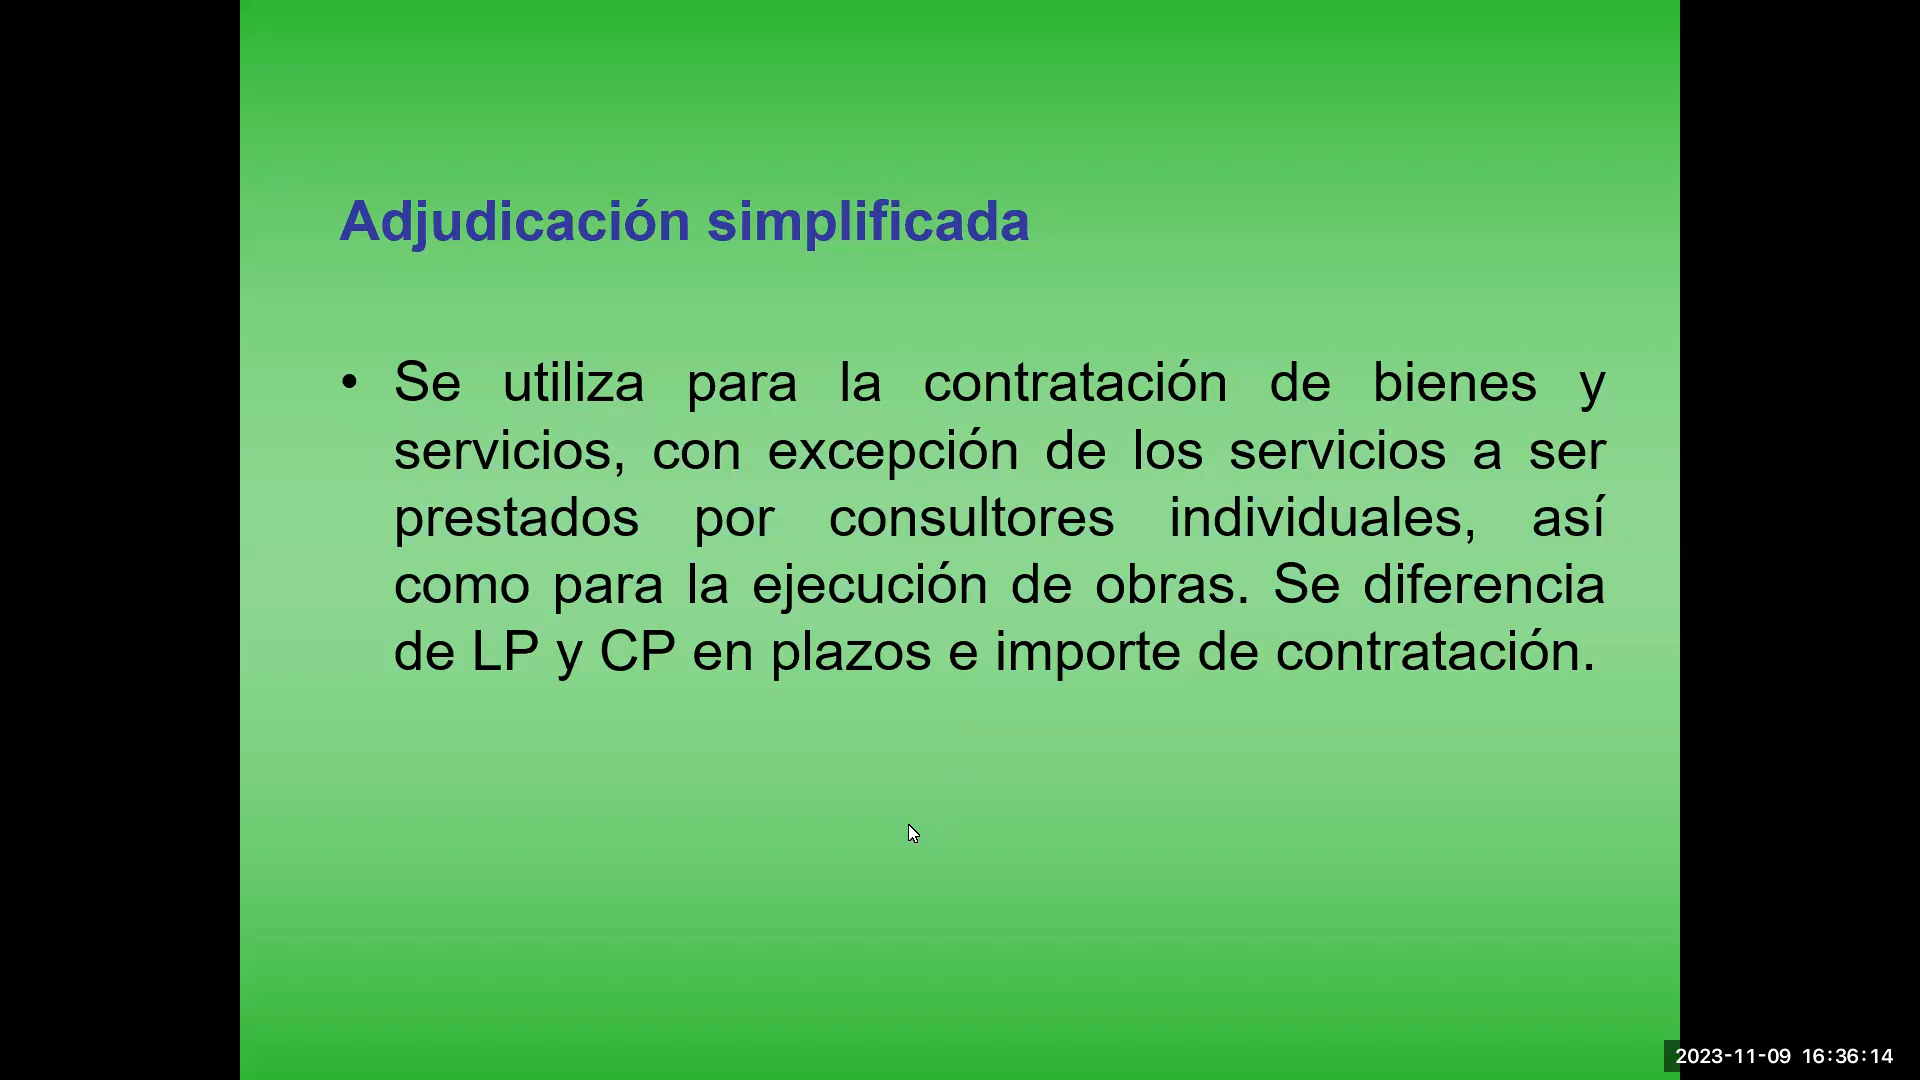 Adjudicación simplificada
• Se utiliza para la contratación de bienes y
servicios, con excepción de los servicios a ser
prestados por consultores individuales, así
como para la ejecución de obras. Se diferencia
de LP y CP en plazos e importe de contratación.
2023-11-09 16:36:14